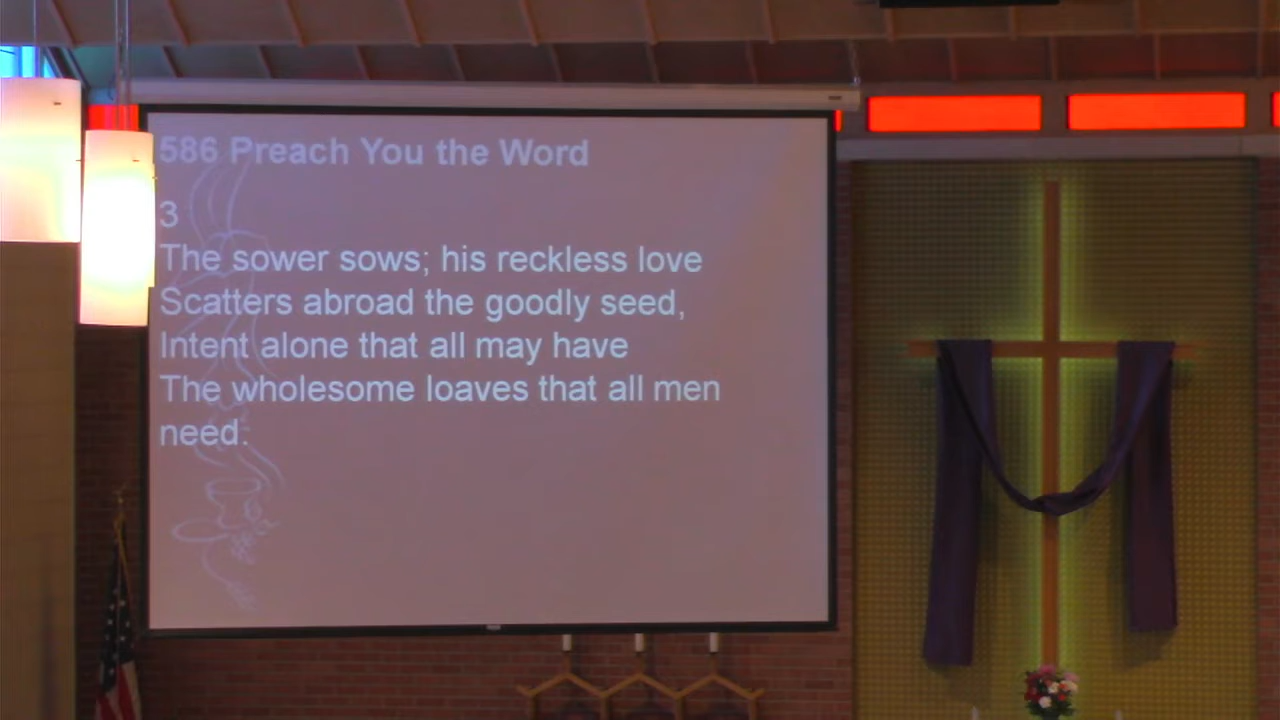 586 Preach You the Word
3
The sower sows; his reckless love
Scatters abroad the goodly seed,
Intent alone that all may have
The wholesome loaves that all men
need.